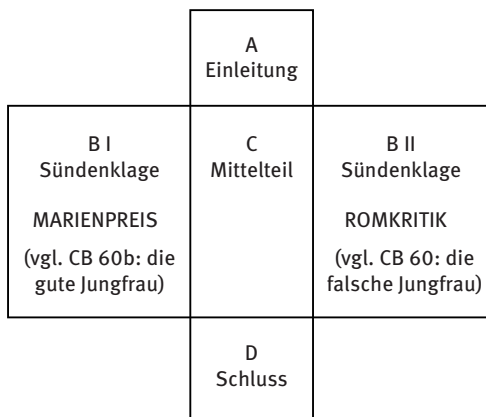 A
Einleitung
B I
Sündenklage
MARIENPREIS
(vgl. CB 60b: die
gute Jungfrau)
C
Mittelteil
B II
Sündenklage
ROMKRITIK
(vgl. CB 60: die
falsche Jungfrau)
D
Schluss